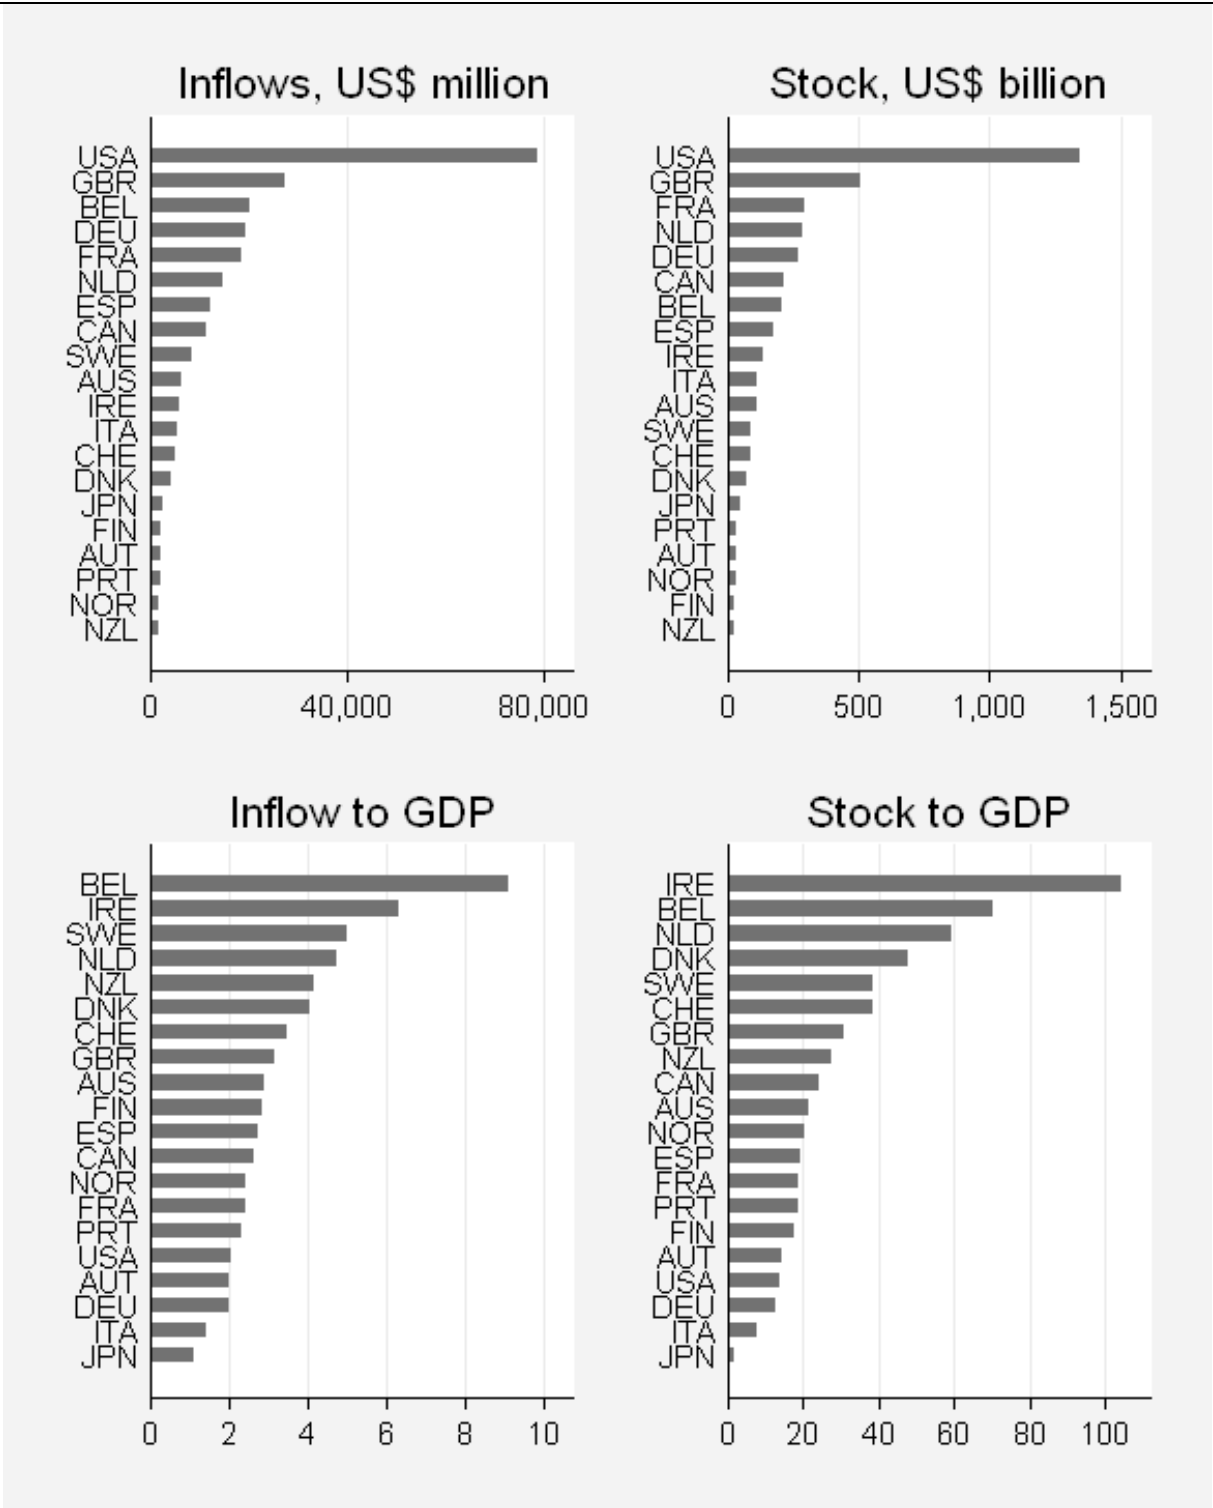 Inflows, US$ million
USA
GBR
BEL
DEU
FRA
NLD
ESP
CAN
SWE
AUS
IRE
ITA
CHE
DNK
JPN
FIN
AUT
PRT
NOR
NZL
0 40,000 80,000
Stock, US$ billion
USA
GBR
FRA
NLD
DEU
CAN
BEL
ESP
IRE
ITA
AUS
SWE
CHE
DNK
JPN
PRT
AUT
NOR
FIN
NZL
0 500 1,000 1,500
Inflow to GDP
BEL
IRE
SWE
NLD
NZL
DNK
CHE
GBR
AUS
FIN
ESP
CAN
NOR
FRA
PRT
USA
AUT
DEU
ITA
JPN
0 2 4 6 8 10
Stock to GDP
IRE
BEL
NLD
DNK
SWE
CHE
GBR
NZL
CAN
AUS
NOR
ESP
FRA
PRT
FIN
AUT
USA
DEU
ITA
JPN
0 20 40 60 80 100